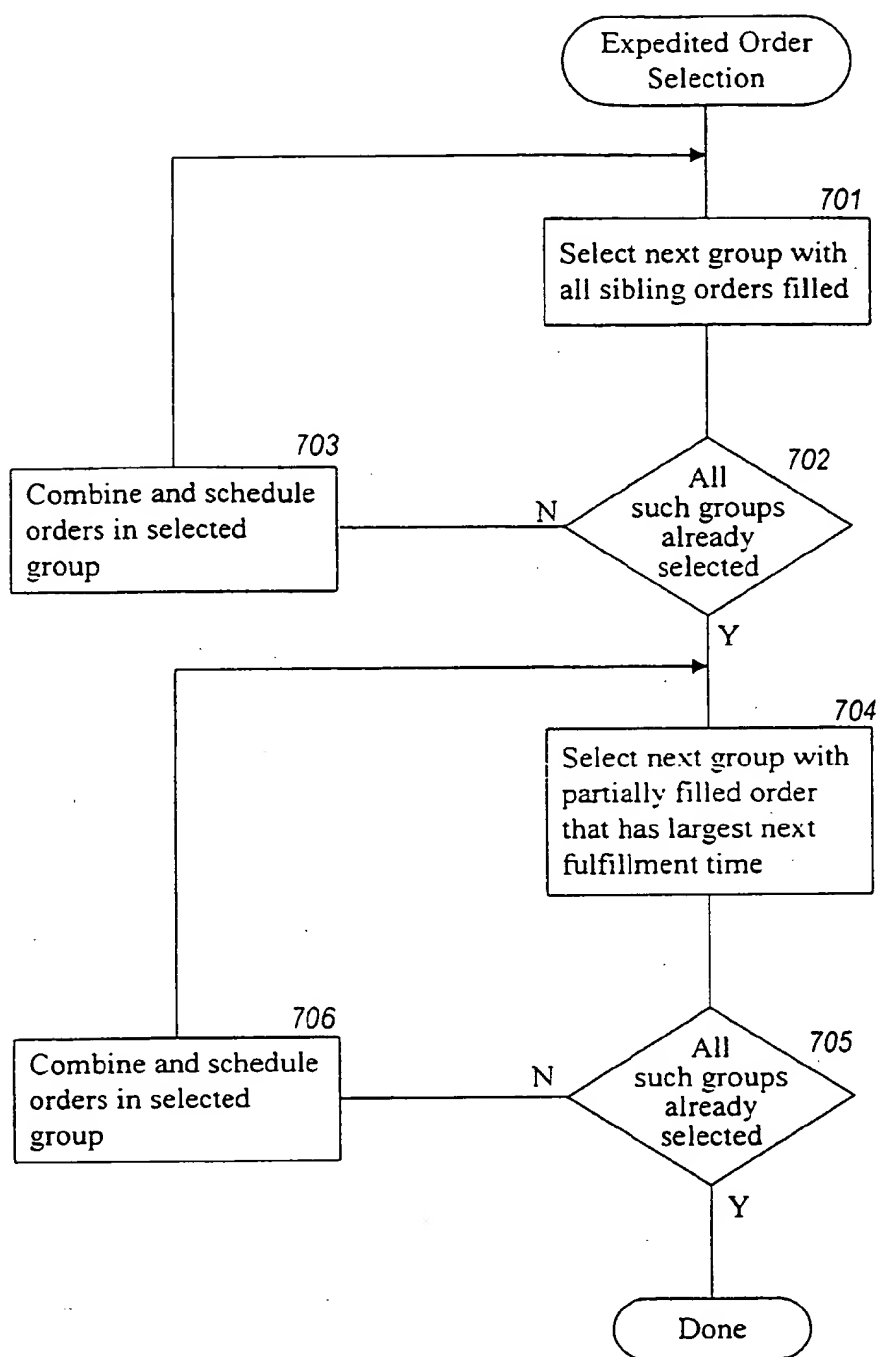 Expedited Order
Selection
701
Select next group with
all sibling orders filled
703
Combine and schedule
orders in selected
group
702
All
such groups
already
selected
N
Y
704
Select next group with
partially filled order
that has largest next
fulfillment time
706
Combine and schedule
orders in selected
group
705
All
such groups
already
selected
N
Y
Done